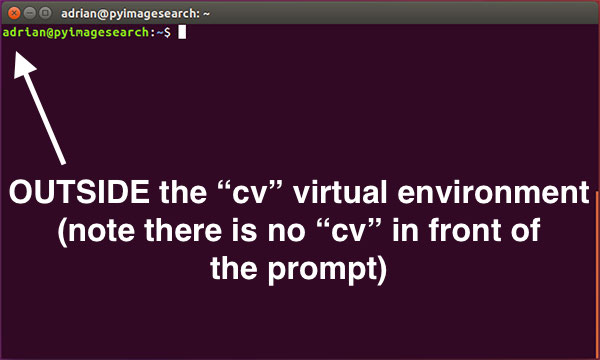 adrian@pyimagesearch: ~
adrian@pyimagesearch:~$
OUTSIDE the “cv” virtual environment
(note there is no “cv” in front of
the prompt)